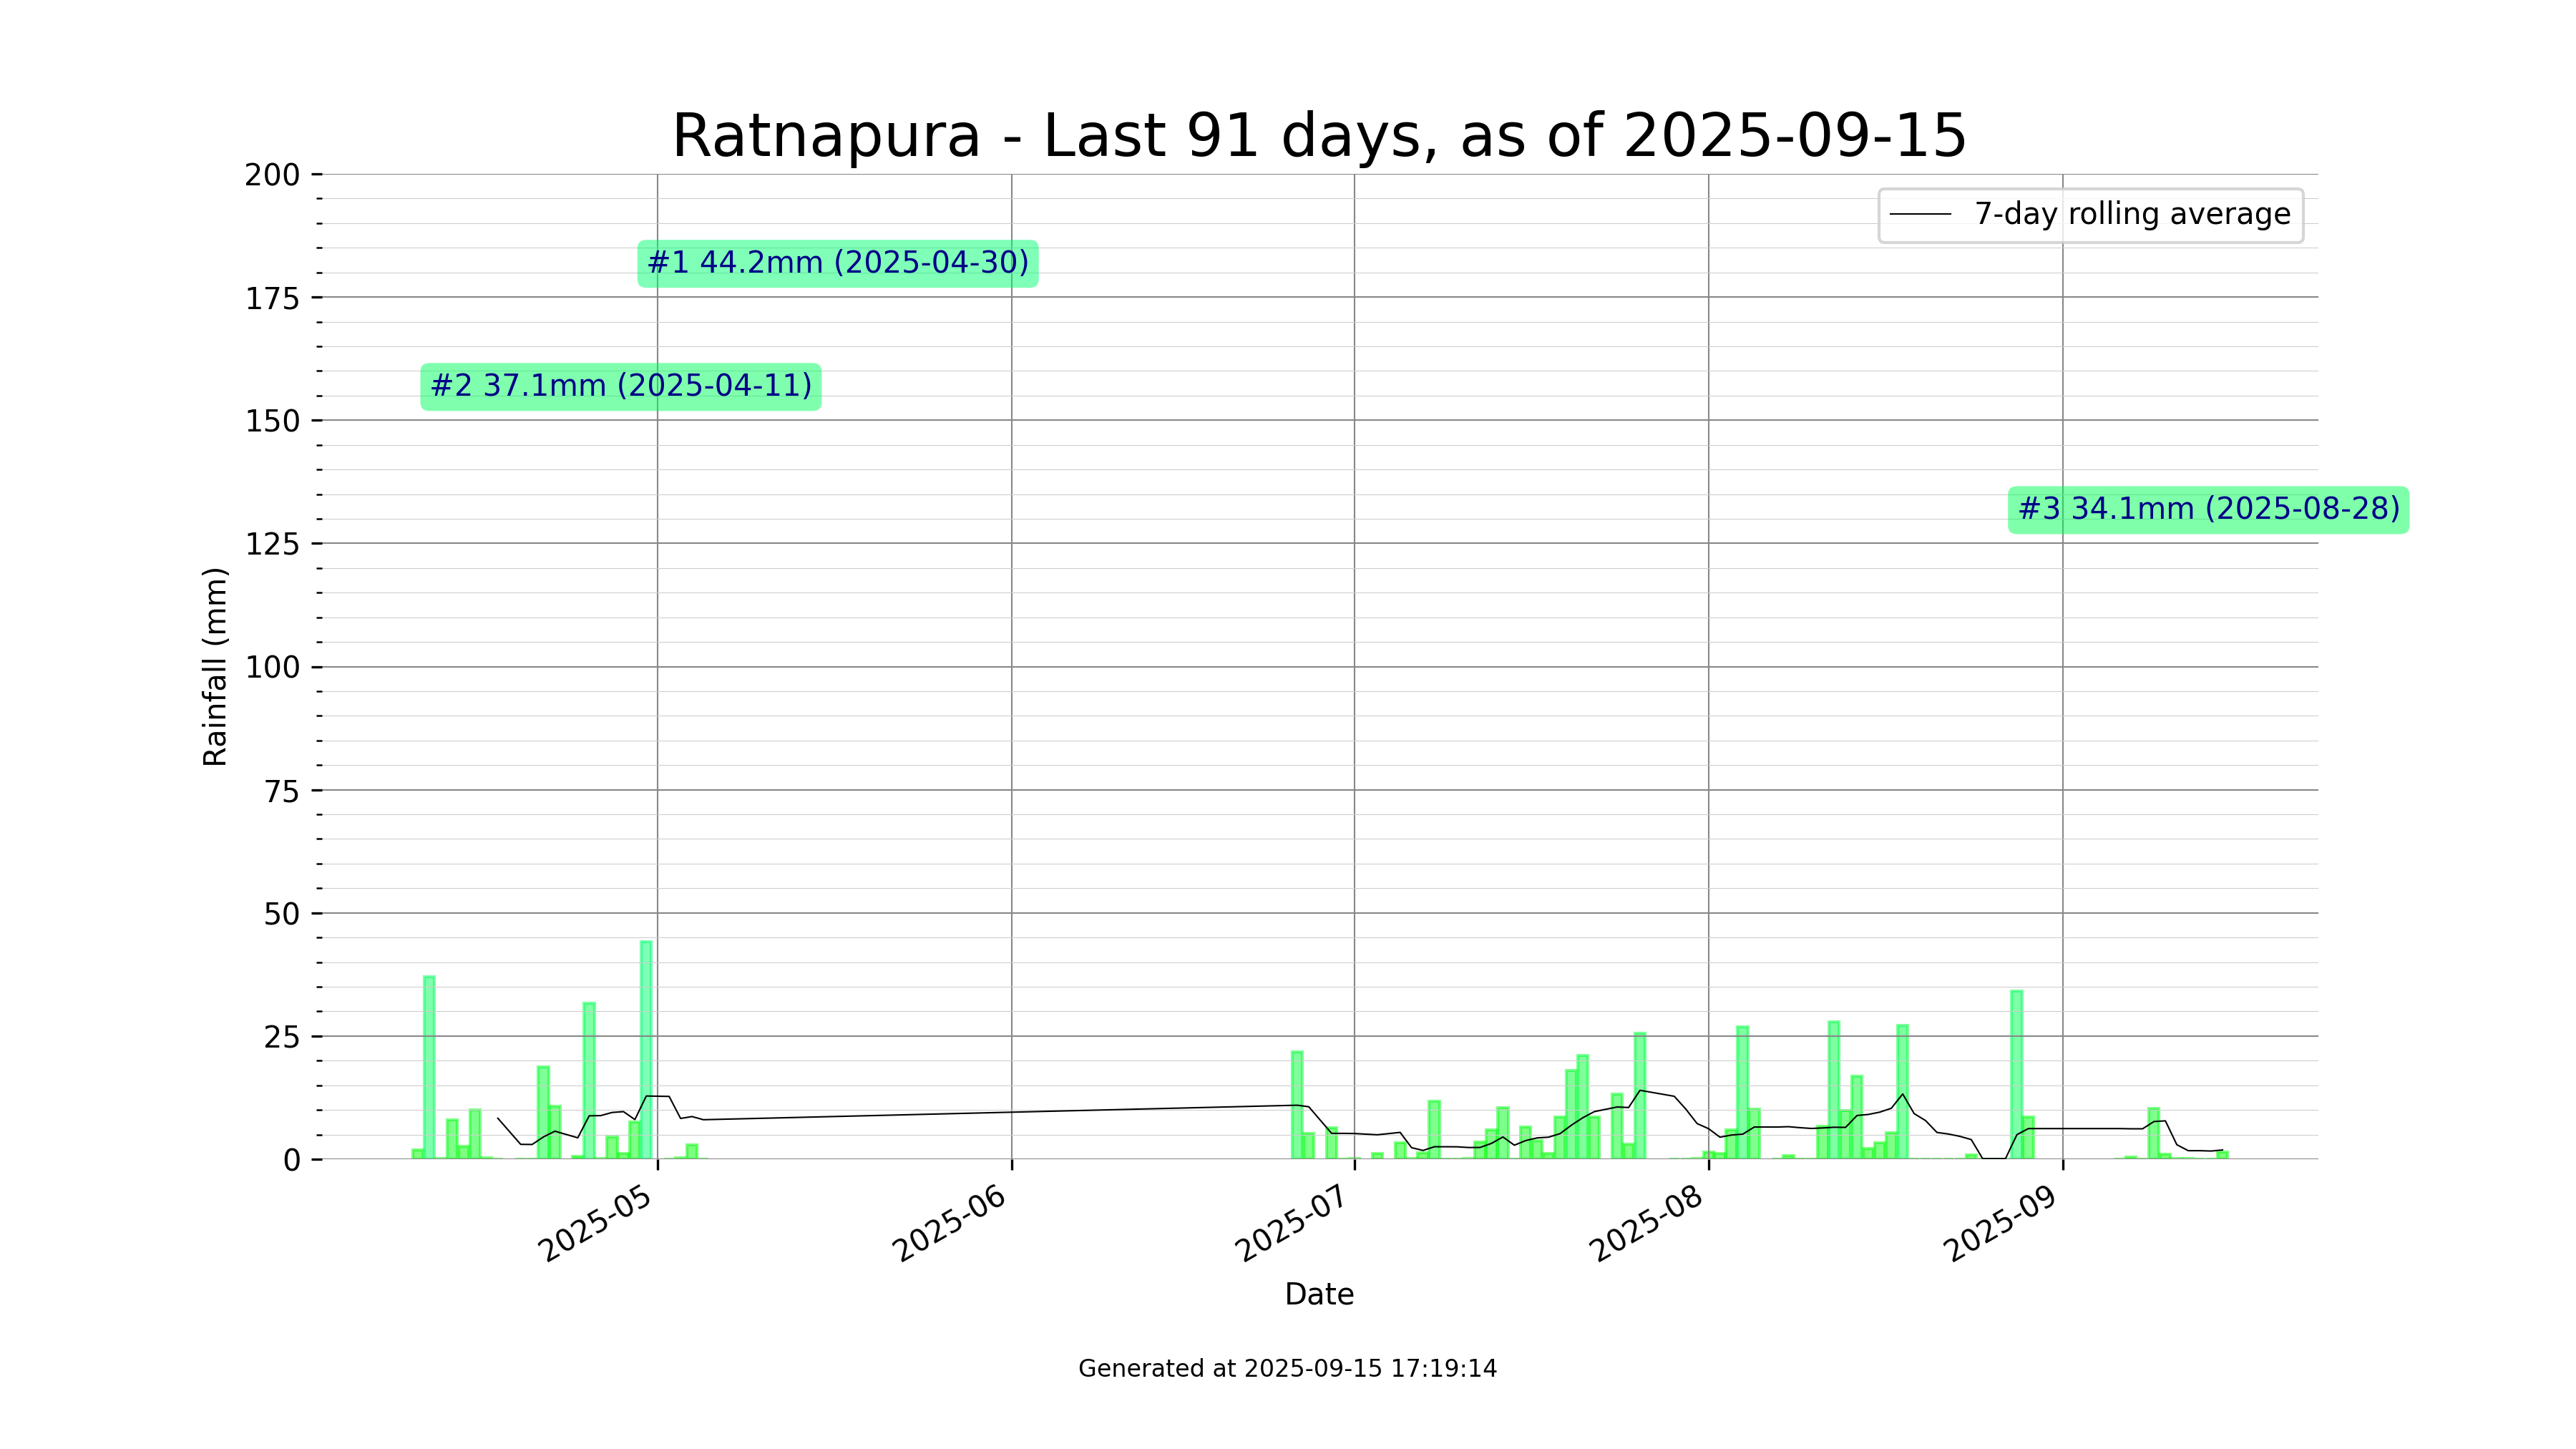 Ratnapura - Last 91 days, as of 2025-09-15
7-day rolling average
#1 44.2mm (2025-04-30)
#2 37.1mm (2025-04-11)
#3 34.1mm (2025-08-28)
Rainfall (mm)
200
175
150
125
100
75
50
25
0
2025-05
2025-06
2025-07
2025-08
2025-09
Date
Generated at 2025-09-15 17:19:14